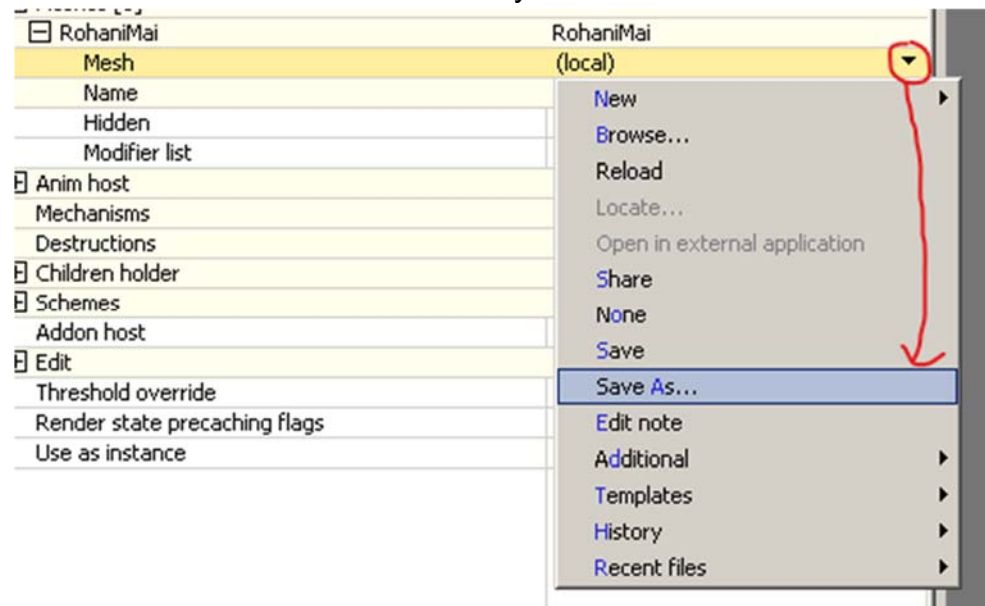 RohaniMai RohaniMai
Mesh (local)
Name
Hidden
Modifier list
Anim host
Mechanisms
Destructions
Children holder
Schemes
Addon host
Edit
Threshold override
Render state precaching flags
Use as instance
New
Browse...
Reload
Locate...
Open in external application
Share
None
Save
Save As...
Edit note
Additional
Templates
History
Recent files